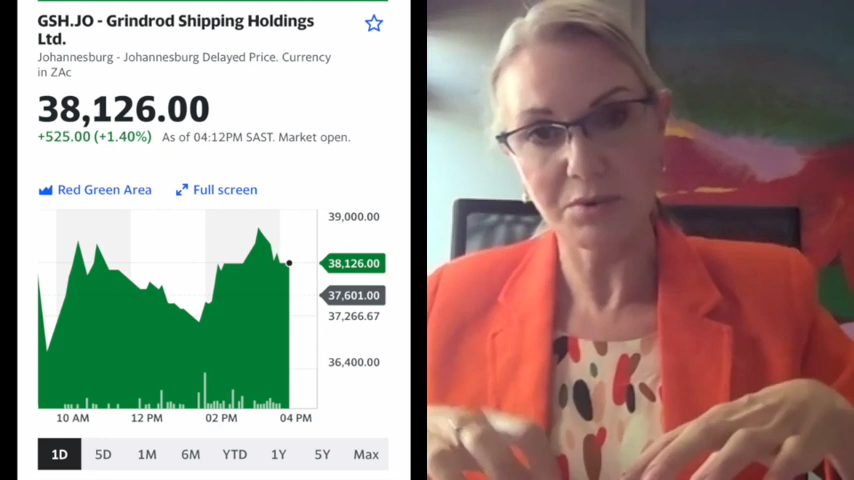 GSH.JO - Grindrod Shipping Holdings
Ltd.
Johannesburg - Johannesburg Delayed Price. Currency
in ZAc
38,126.00
+525.00 (+1.40%) As of 04:12PM SAST. Market open.
Red Green Area Full screen
39,000.00
38,126.00
37,601.00
37,266.67
36,400.00
10 AM 12 PM 02 PM 04 PM
1D 5D 1M 6M YTD 1Y 5Y Max